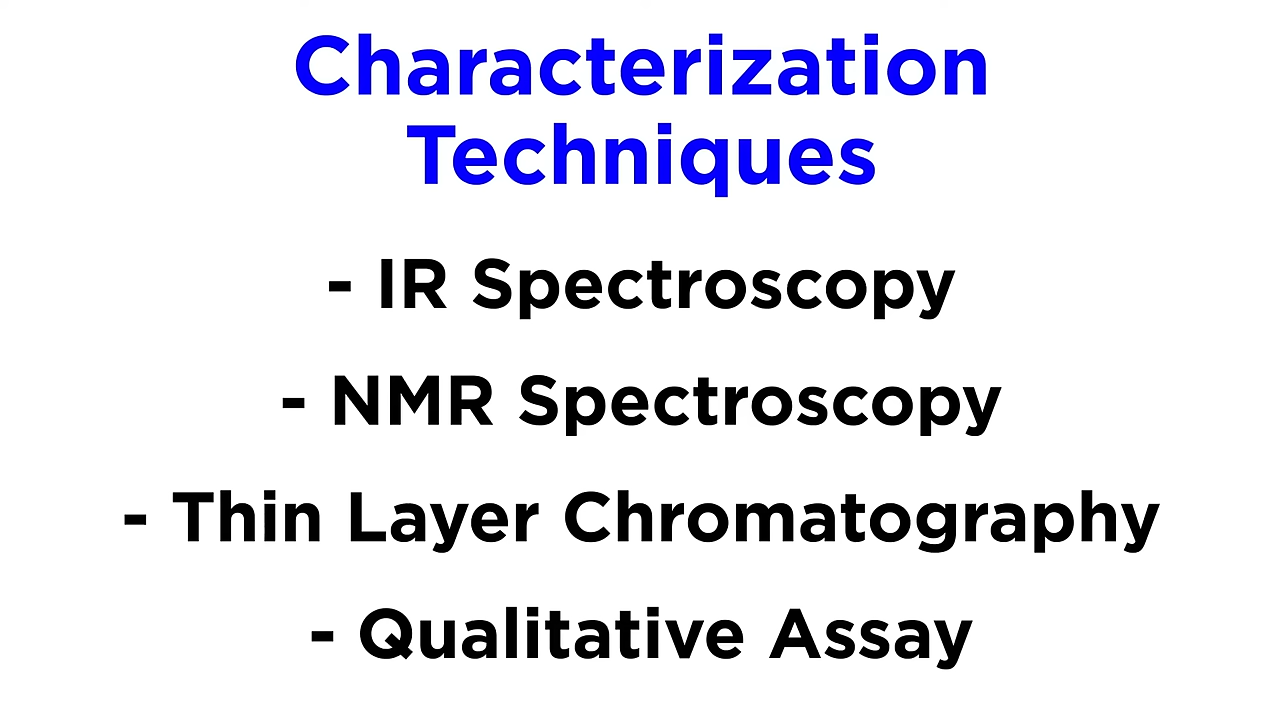 Characterization
Techniques
- IR Spectroscopy
- NMR Spectroscopy
- Thin Layer Chromatography
- Qualitative Assay